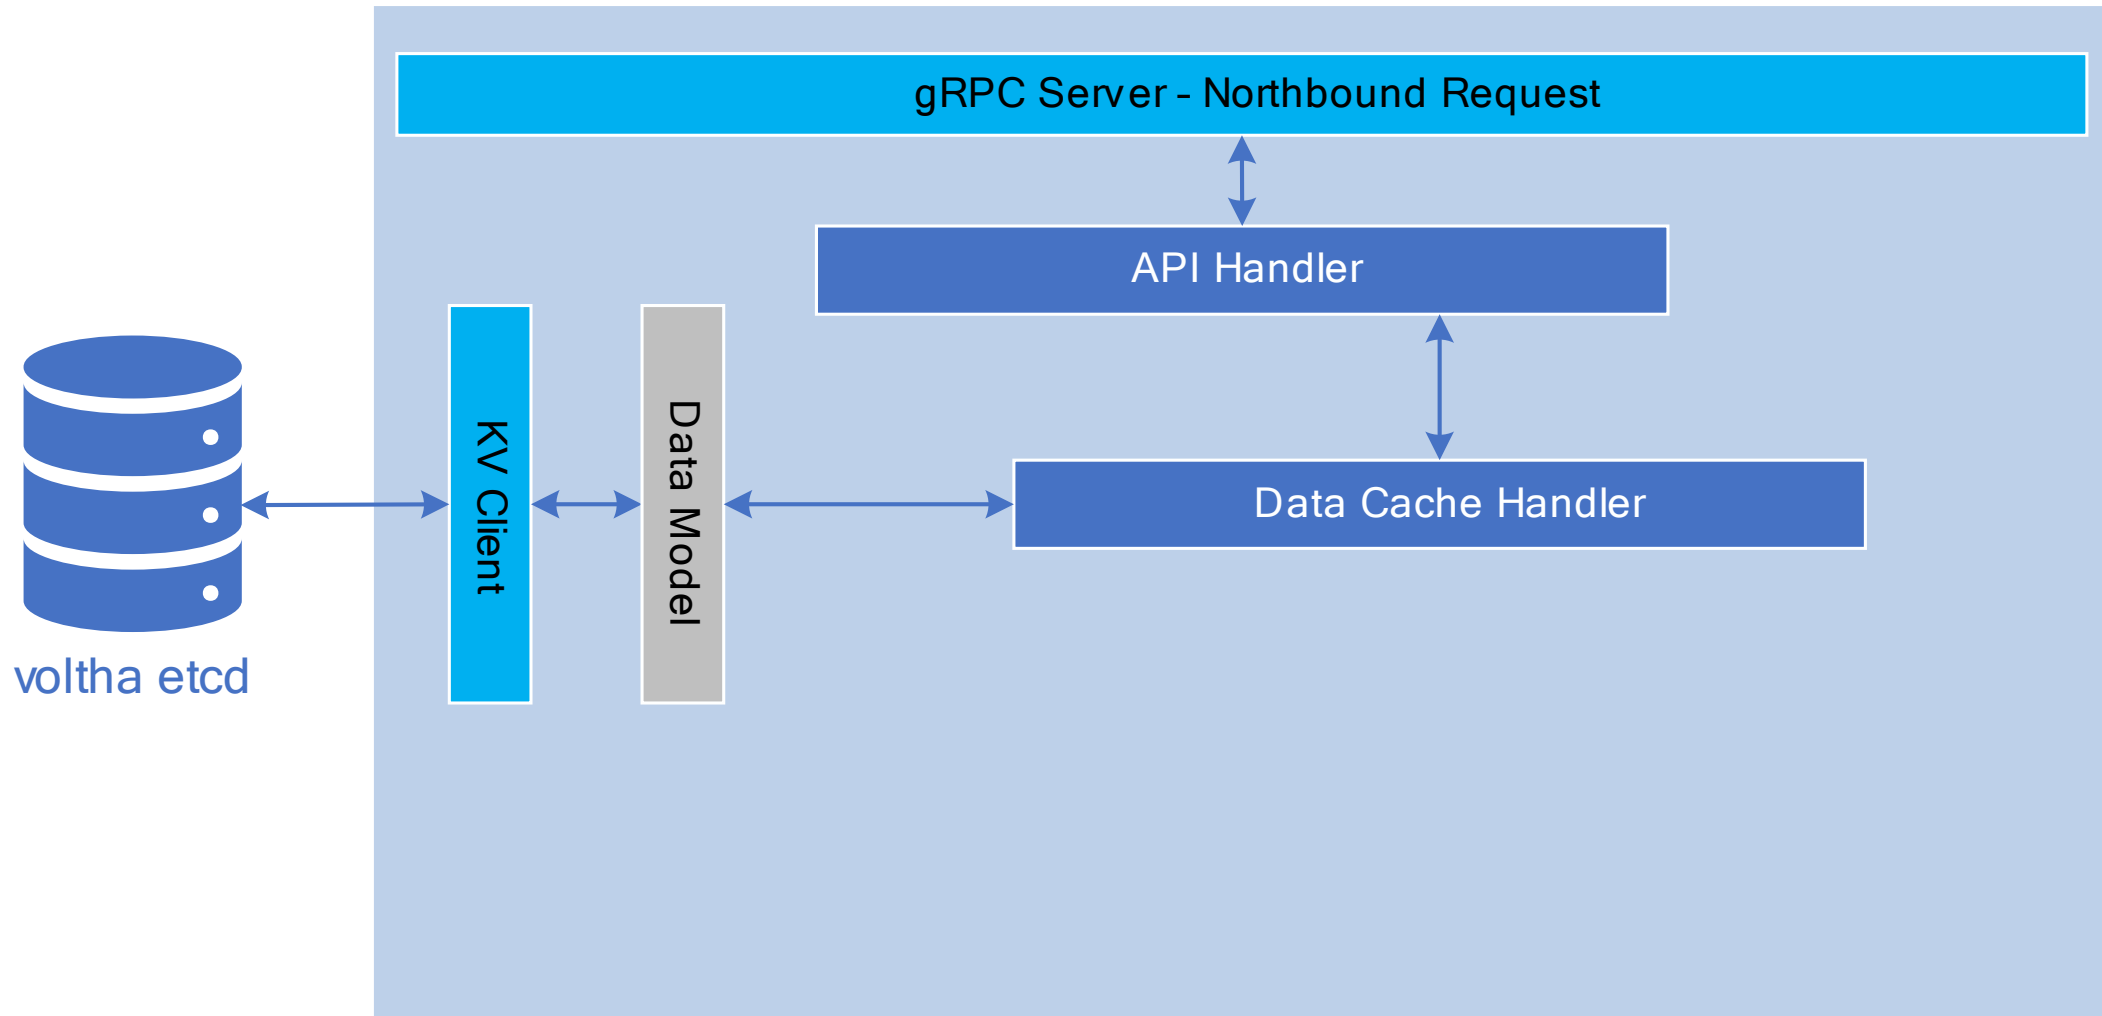 gRPC Server - Northbound Request
API Handler
KV Client
Data Model
Data Cache Handler
voltha etcd